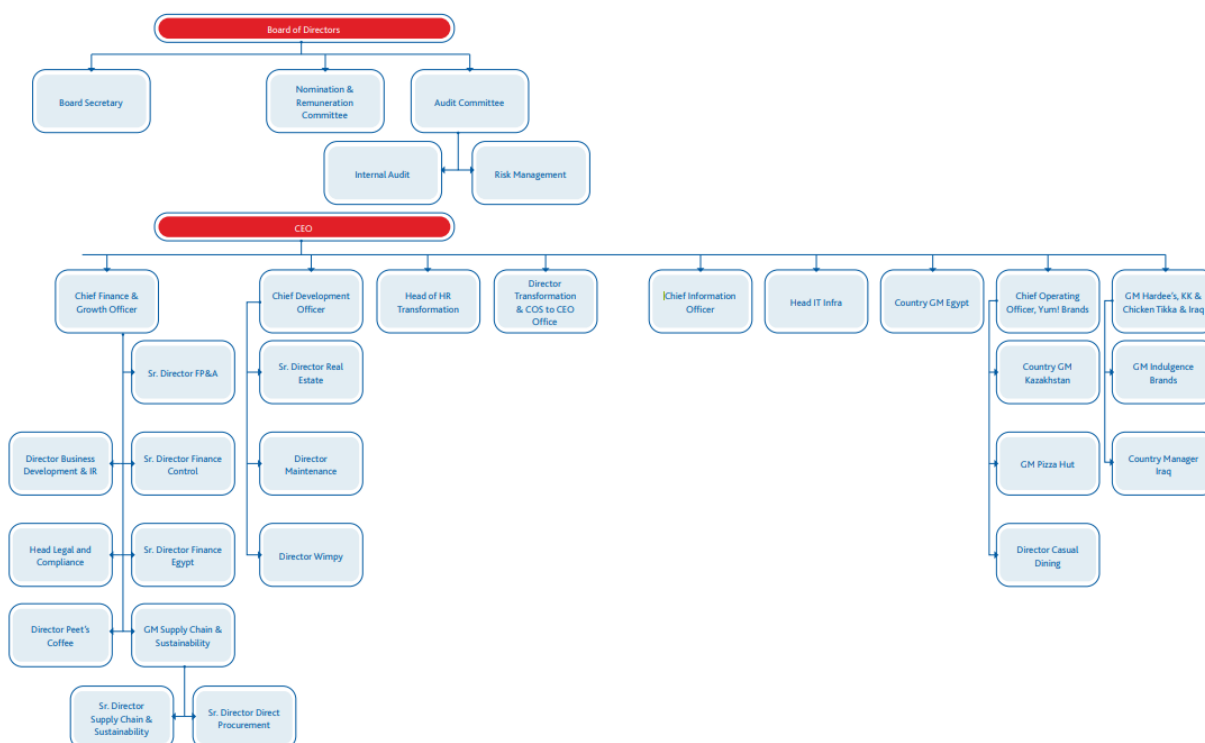 Board of Directors
Board Secretary
Nomination &
Remuneration
Committee
Audit Committee
Internal Audit
Risk Management
CEO
Chief Finance &
Growth Officer
Chief Development
Officer
Head of HR
Transformation
Director
Transformation
& COS to CEO
Office
Chief Information
Officer
Head IT Infra
Country GM Egypt
Chief Operating
Officer, Yum! Brands
GM Hardee's, KK &
Chicken Tikka & Iraq
Sr. Director FP&A
Sr. Director Real
Estate
Country GM
Kazakhstan
GM Indulgence
Brands
Director Business
Development & IR
Sr. Director Finance
Control
Director
Maintenance
GM Pizza Hut
Country Manager
Iraq
Head Legal and
Compliance
Sr. Director Finance
Egypt
Director Wimpy
Director Casual
Dining
Director Peet's
Coffee
GM Supply Chain &
Sustainability
Sr. Director
Supply Chain &
Sustainability
Sr. Director Direct
Procurement